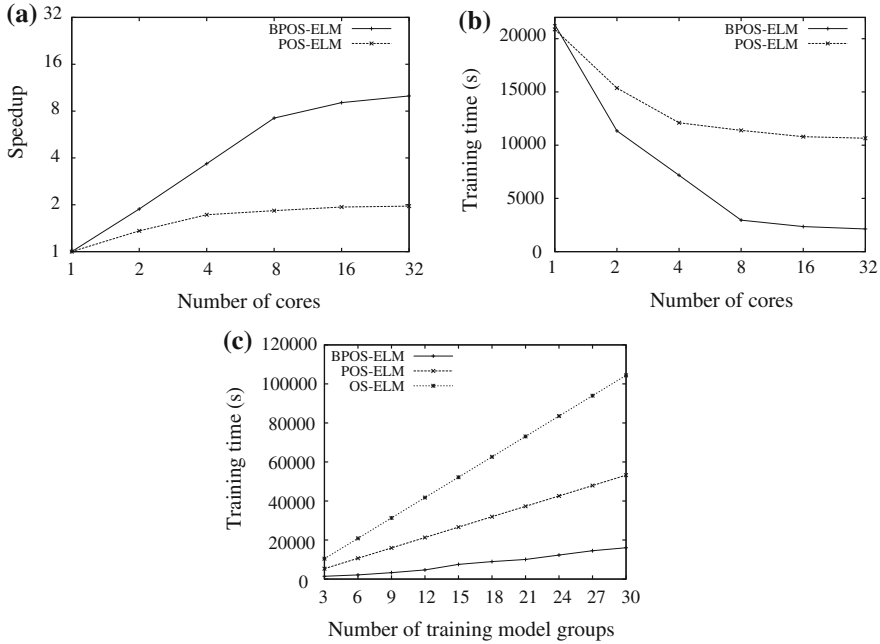 (a)
32
16
8
4
2
1
Speedup
BPOS-ELM
POS-ELM
1 2 4 8 16 32
Number of cores
(b)
20000
15000
10000
5000
0
Training time (s)
BPOS-ELM
POS-ELM
1 2 4 8 16 32
Number of cores
(c)
120000
100000
80000
60000
40000
20000
0
Training time (s)
BPOS-ELM
POS-ELM
OS-ELM
3 6 9 12 15 18 21 24 27 30
Number of training model groups